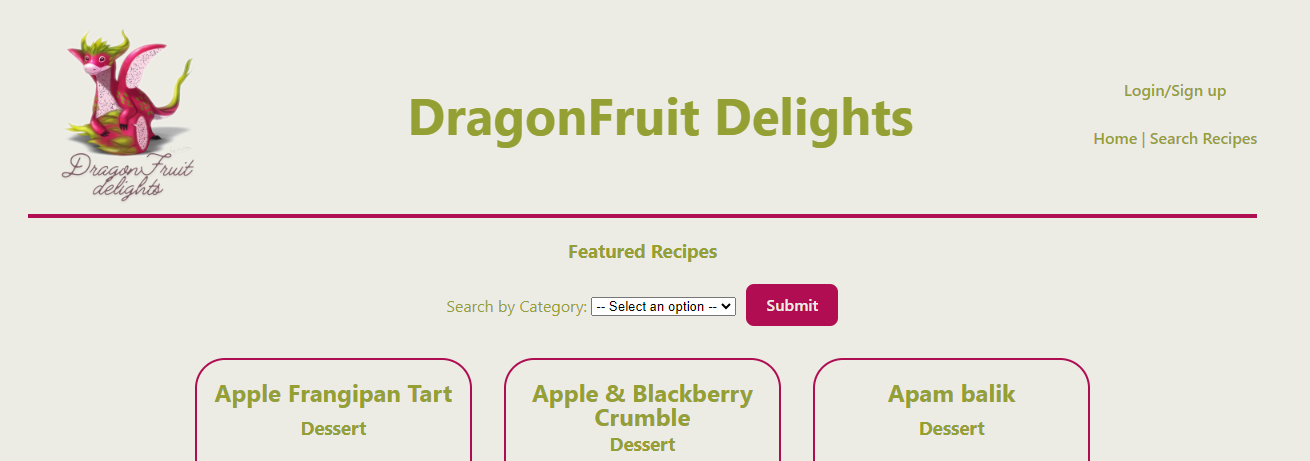 DragonFruit
delights
DragonFruit Delights
Login/Sign up
Home | Search Recipes
Featured Recipes
Search by Category: -- Select an option -- Submit
Apple Frangipan Tart
Dessert
Apple & Blackberry
Crumble
Dessert
Apam balik
Dessert